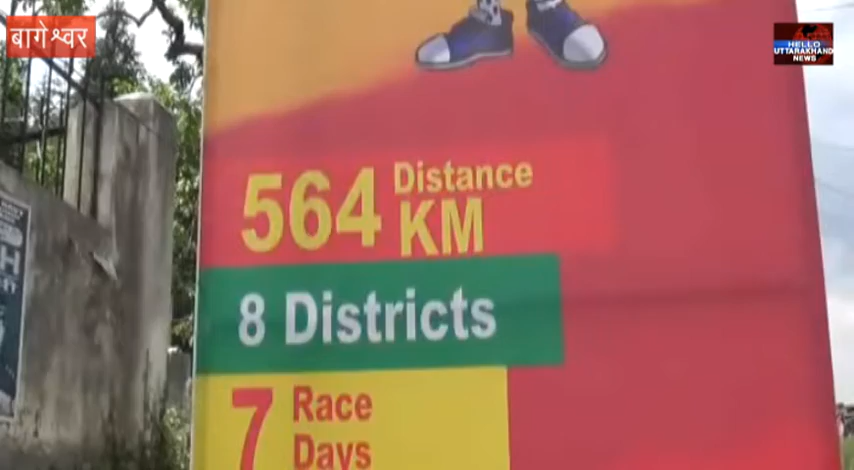 बागेश्वर
HELLO
UTTARAKHAND
NEWS
564 Distance
KM
8 Districts
7 Race
Days